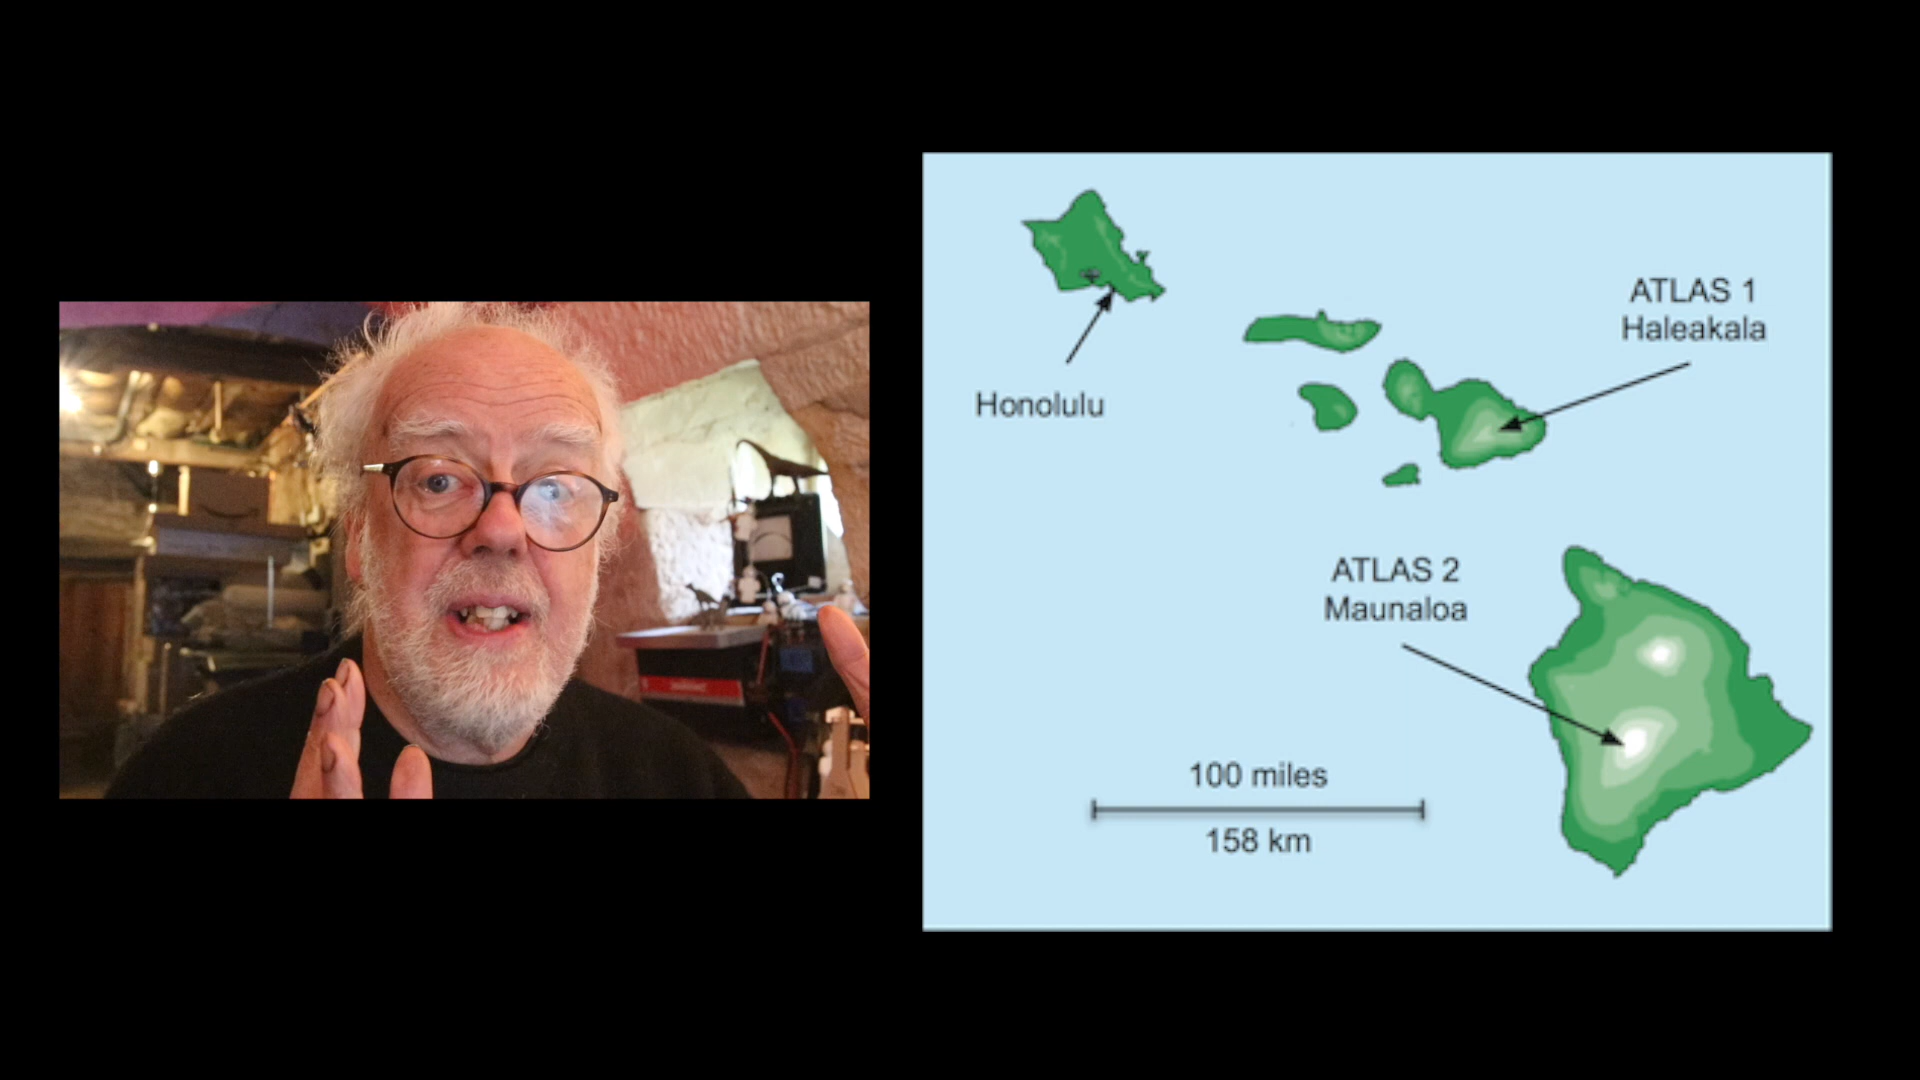 ATLAS 1
Haleakala
Honolulu
ATLAS 2
Maunaloa
100 miles
158 km